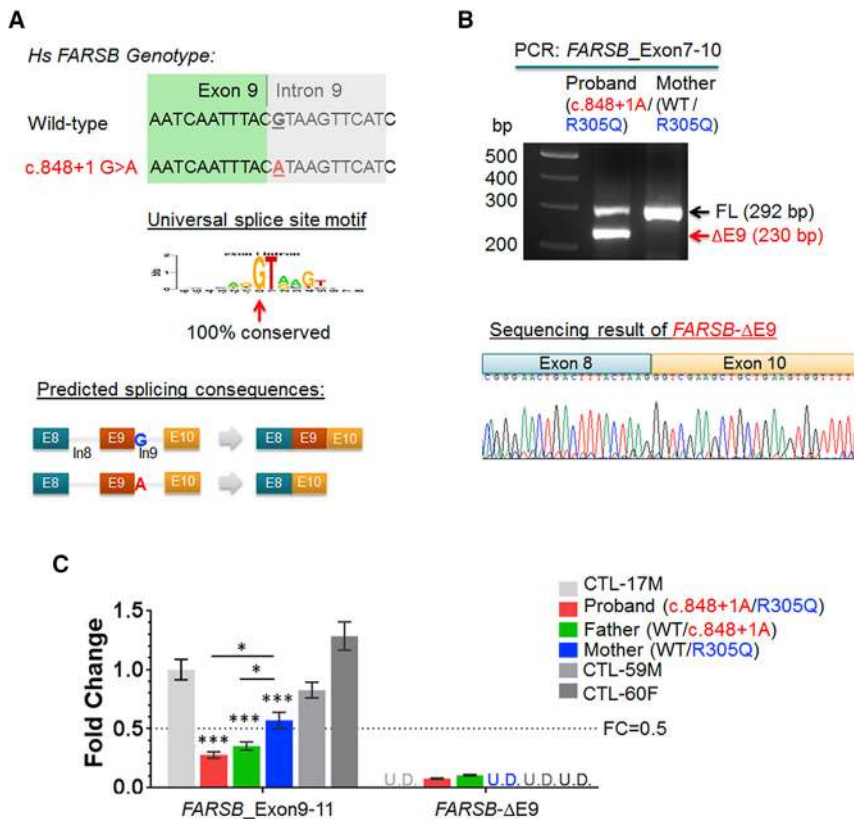 A
Hs FARSB Genotype:
Exon 9 Intron 9
Wild-type AATCAATTTACGTAAGTTCATC
c.848+1 G>A AATCAATTTACATAAGTTCATC
Universal splice site motif
exon intron
GT
100% conserved
Predicted splicing consequences:
E8 E9 G E10 E8 E9 E10
In8 In9
E8 E9 A E10 E8 E10
B
PCR: FARSB_Exon7-10
Proband Mother
(c.848+1A/ (WT/
R305Q) R305Q)
bp
500
400
300
200
FL (292 bp)
ΔE9 (230 bp)
Sequencing result of FARSB-ΔE9
Exon 8 Exon 10
CGGGAACTGACTTTACTAAGGGTCGAAGCTGCTGAAGTGGTTTT
C
Fold Change
1.5
1.0
0.5
0.0
*
*
*** *** ***
FC=0.5
U.D. U.D. U.D. U.D.
FARSB_Exon9-11 FARSB-ΔE9
CTL-17M
Proband (c.848+1A/R305Q)
Father (WT/c.848+1A)
Mother (WT/R305Q)
CTL-59M
CTL-60F